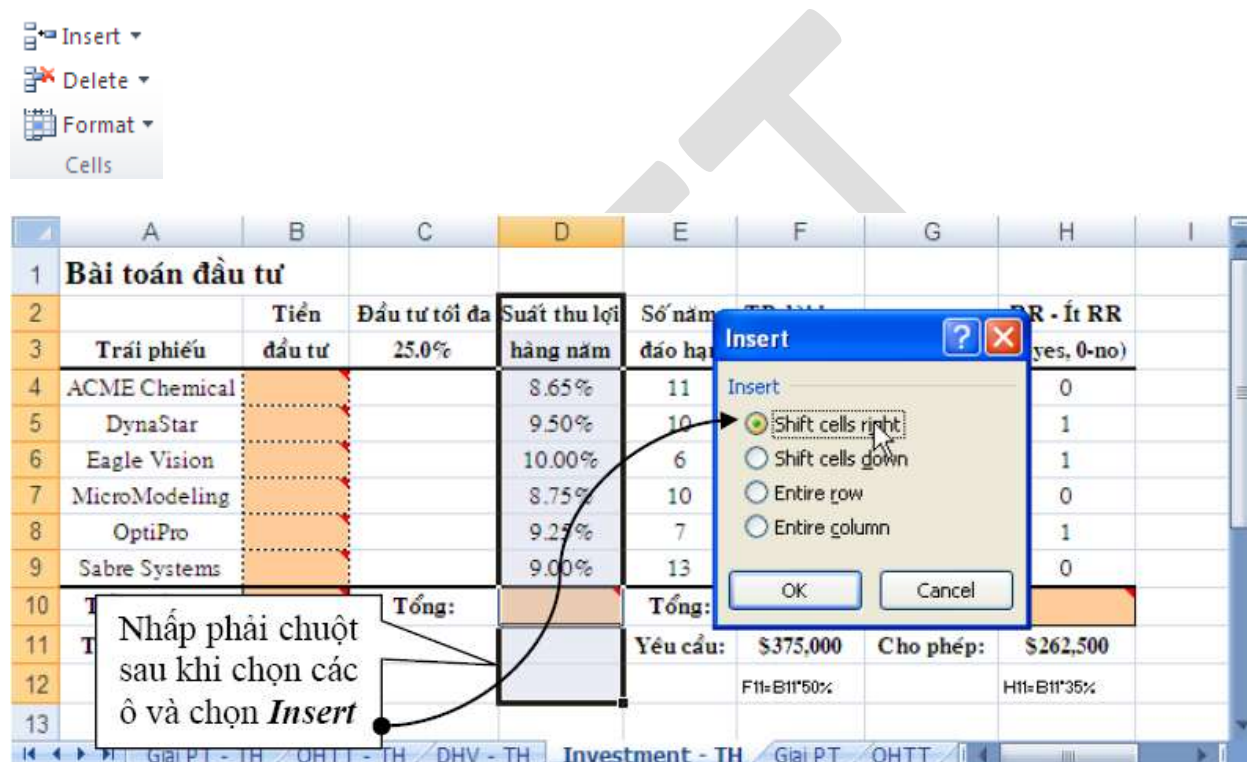 Insert
Delete
Format
Cells
A B C D E F G H I
1 Bài toán đầu tư
2 Tiền Đầu tư tối đa Suất thu lợi Số năm RR - Ít RR
3 Trái phiếu đầu tư 25.0% hàng năm đáo hạn yes, 0-no)
4 ACME Chemical 8.65% 11 0
5 DynaStar 9.50% 10 1
6 Eagle Vision 10.00% 6 1
7 MicroModeling 8.75% 10 0
8 OptiPro 9.25% 7 1
9 Sabre Systems 9.00% 13 0
10 T Tổng: Tổng:
11 T Yêu cầu: $375,000 Cho phép: $262,500
12 F11=B11*50% H11=B11*35%
13
Insert
Insert
Shift cells right
Shift cells down
Entire row
Entire column
OK Cancel
Nhấp phải chuột
sau khi chọn các
ô và chọn Insert
Giai PT - TH QHTT - TH DHV - TH Investment - TH Giai PT QHTT